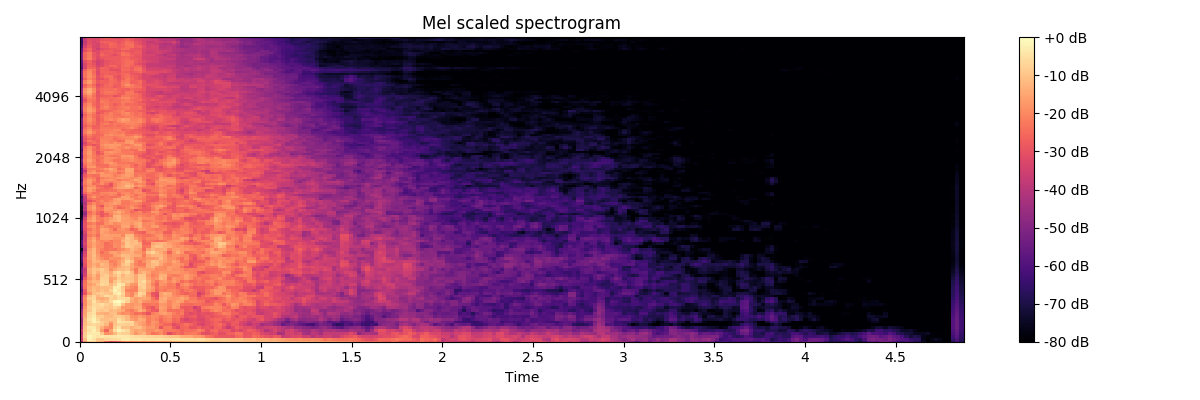 Mel scaled spectrogram
Hz
4096
2048
1024
512
0
0 0.5 1 1.5 2 2.5 3 3.5 4 4.5
Time
+0 dB
-10 dB
-20 dB
-30 dB
-40 dB
-50 dB
-60 dB
-70 dB
-80 dB